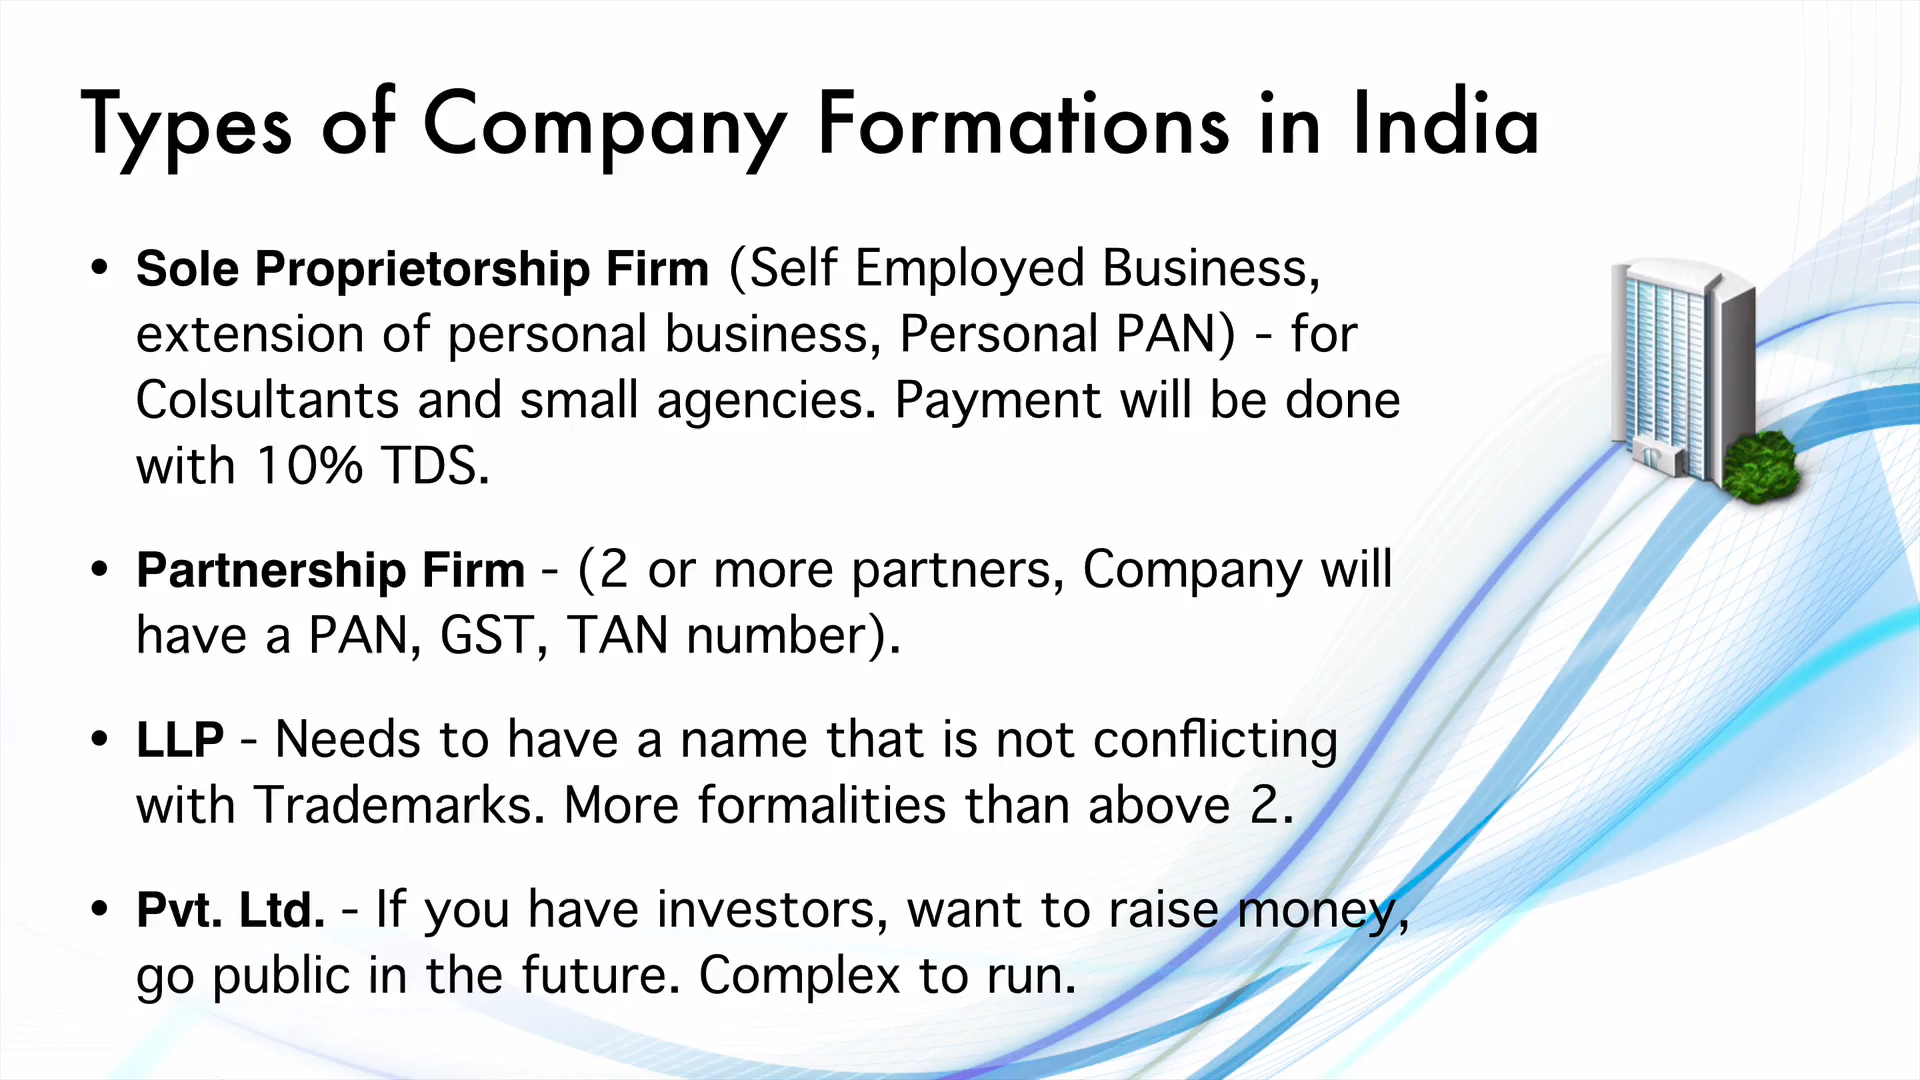 Types of Company Formations in India
• Sole Proprietorship Firm (Self Employed Business,
extension of personal business, Personal PAN) - for
Colsultants and small agencies. Payment will be done
with 10% TDS.
• Partnership Firm - (2 or more partners, Company will
have a PAN, GST, TAN number).
• LLP - Needs to have a name that is not conflicting
with Trademarks. More formalities than above 2.
• Pvt. Ltd. - If you have investors, want to raise money,
go public in the future. Complex to run.